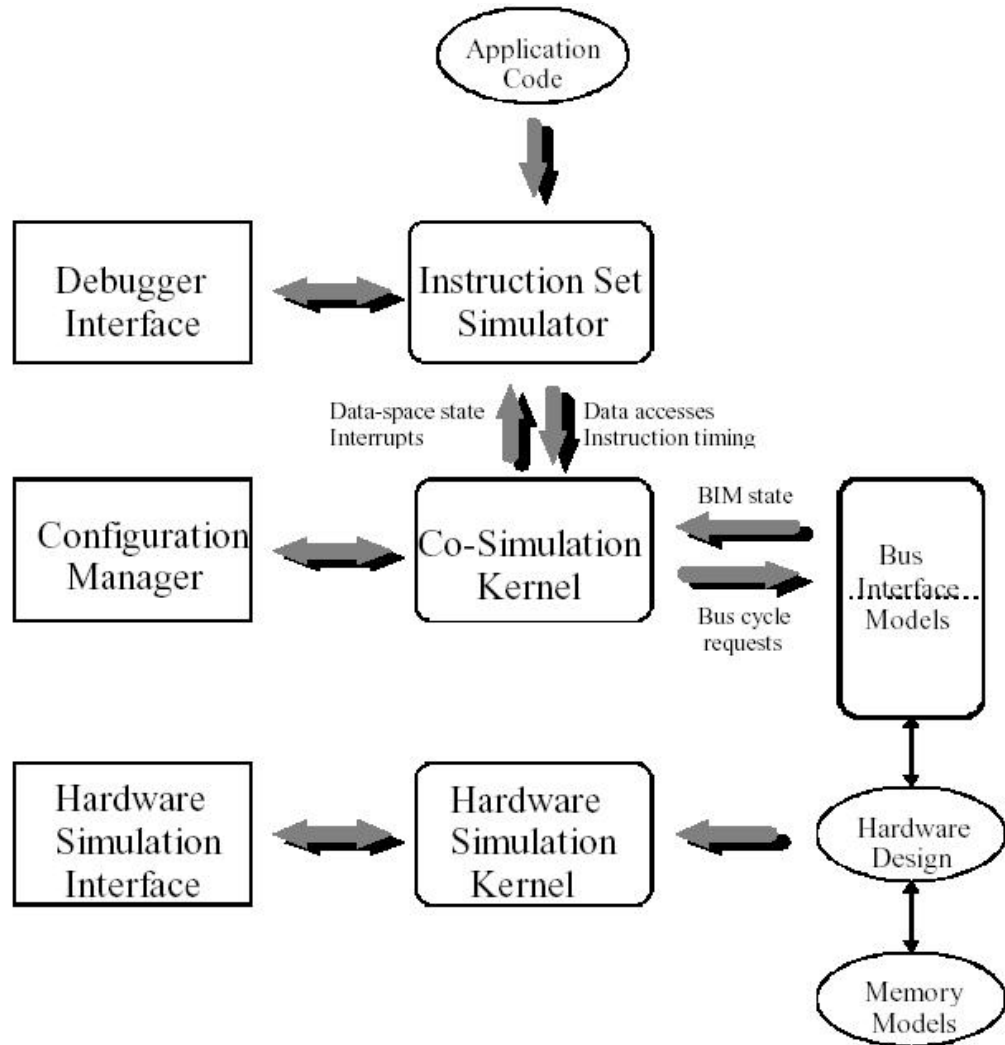 Application
Code
Debugger
Interface
Instruction Set
Simulator
Data-space state
Interrupts
Data accesses
Instruction timing
Configuration
Manager
Co-Simulation
Kernel
BIM state
Bus cycle
requests
Bus
Interface
Models
Hardware
Simulation
Interface
Hardware
Simulation
Kernel
Hardware
Design
Memory
Models